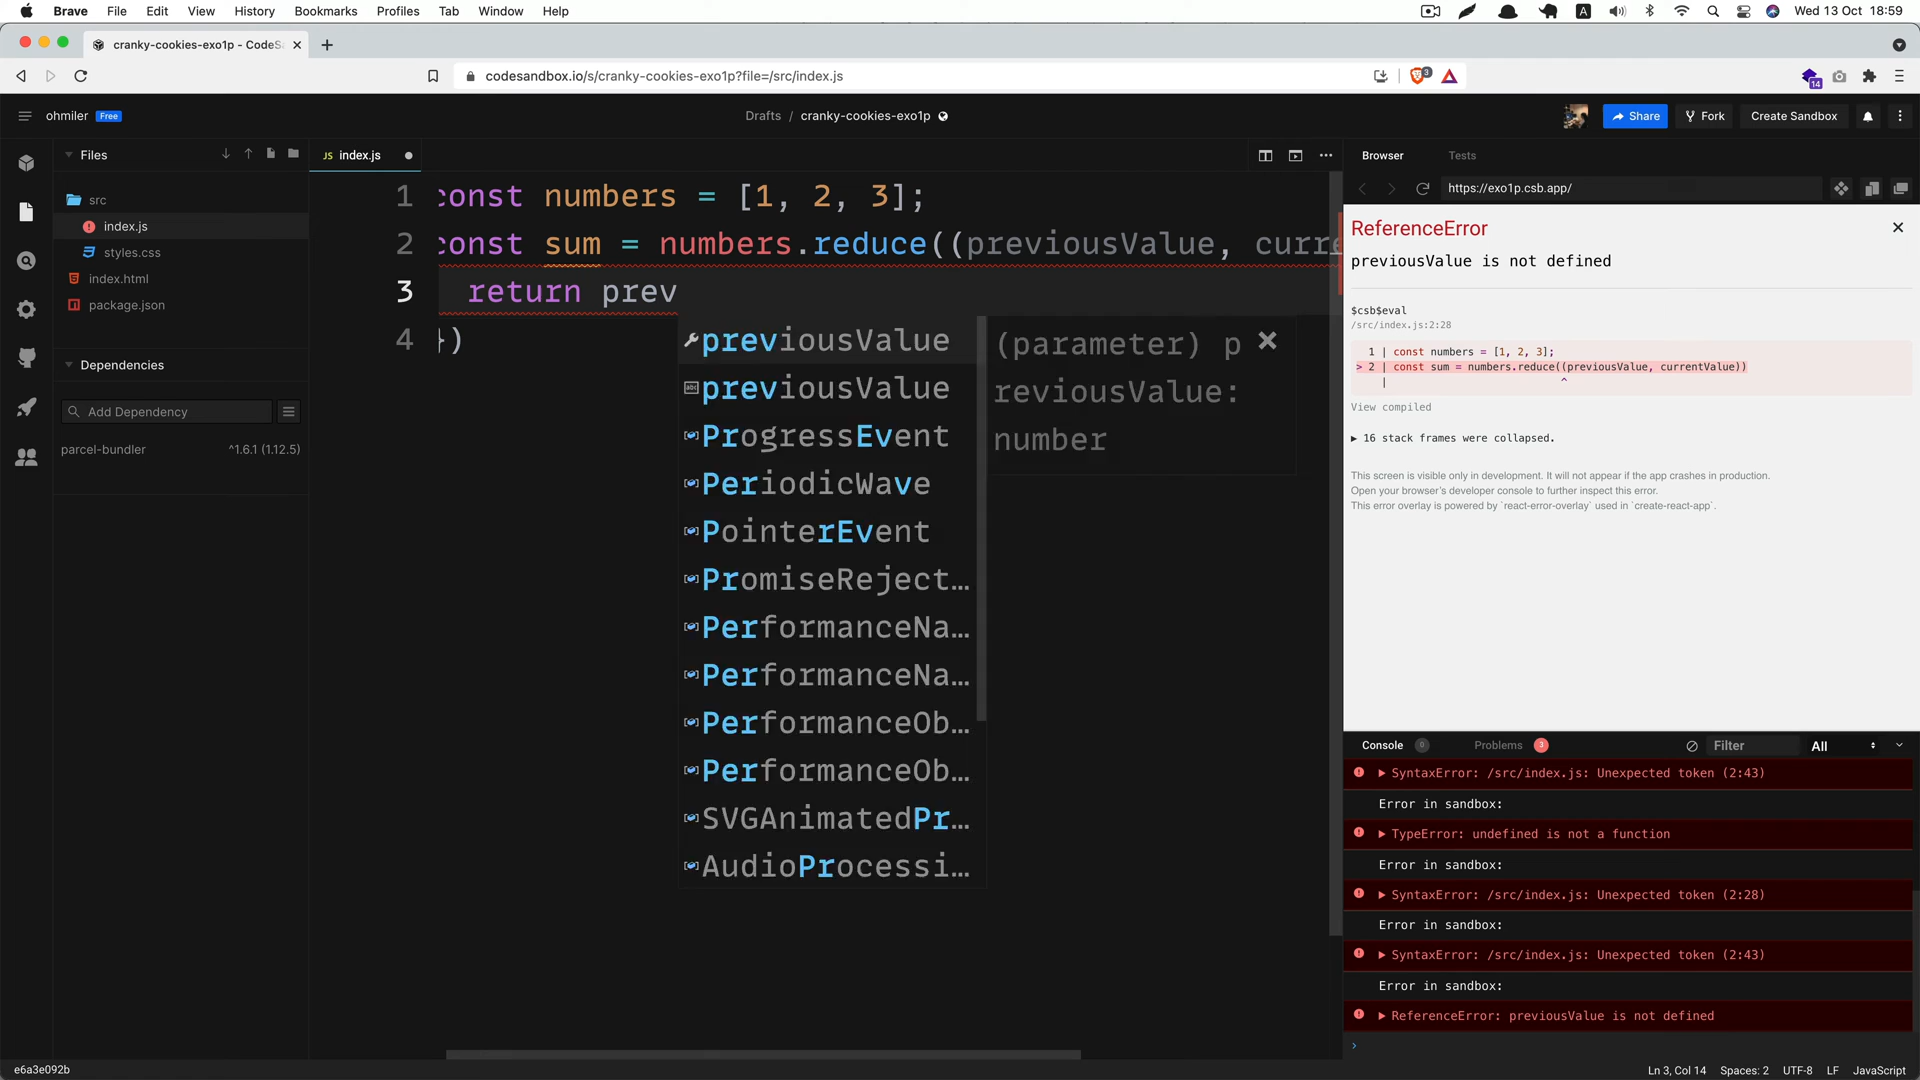 Brave File Edit View History Bookmarks Profiles Tab Window Help
A Wed 13 Oct 18:59
cranky-cookies-exo1p - CodeSa
codesandbox.io/s/cranky-cookies-exo1p?file=/src/index.js
3
14
ohmiler Free
Drafts / cranky-cookies-exo1p
Share Fork Create Sandbox
Files
JS index.js
Browser Tests
https://exo1p.csb.app/
src
index.js
styles.css
index.html
package.json
Dependencies
Add Dependency
parcel-bundler ^1.6.1 (1.12.5)
1 const numbers = [1, 2, 3];
2 const sum = numbers.reduce((previousValue, curre
3 return prev
4 })
previousValue
previousValue
ProgressEvent
PeriodicWave
PointerEvent
PromiseReject…
PerformanceNa…
PerformanceNa…
PerformanceOb…
PerformanceOb…
SVGAnimatedPr…
AudioProcessi…
(parameter) p
reviousValue:
number
ReferenceError
previousValue is not defined
$csb$eval
/src/index.js:2:28
1 | const numbers = [1, 2, 3];
> 2 | const sum = numbers.reduce((previousValue, currentValue))
| ^
View compiled
▶ 16 stack frames were collapsed.
This screen is visible only in development. It will not appear if the app crashes in production.
Open your browser's developer console to further inspect this error.
This error overlay is powered by `react-error-overlay` used in `create-react-app`.
Console 0 Problems 3 Filter All
SyntaxError: /src/index.js: Unexpected token (2:43)
Error in sandbox:
TypeError: undefined is not a function
Error in sandbox:
SyntaxError: /src/index.js: Unexpected token (2:28)
Error in sandbox:
SyntaxError: /src/index.js: Unexpected token (2:43)
Error in sandbox:
ReferenceError: previousValue is not defined
e6a3e092b
Ln 3, Col 14 Spaces: 2 UTF-8 LF JavaScript